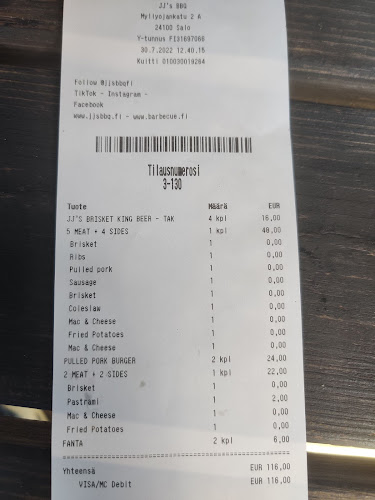 JJ's BBQ
Myllyojankatu 2 A
24100 Salo
Y-tunnus FI31697066
30.7.2022 12.40.15
Kuitti 010030019264
Follow @jjsbbqfi
TikTok - Instagram -
Facebook
www.jjsbbq.fi - www.barbecue.fi
Tilausnumerosi
3-130
Tuote Määrä EUR
JJ'S BRISKET KING BEER - TAK 4 kpl 16,00
5 MEAT + 4 SIDES 1 kpl 48,00
Brisket 1 0,00
Ribs 1 0,00
Pulled pork 1 0,00
Sausage 1 0,00
Brisket 1 0,00
Coleslaw 1 0,00
Mac & Cheese 1 0,00
Fried Potatoes 1 0,00
Mac & Cheese 1 0,00
PULLED PORK BURGER 2 kpl 24,00
2 MEAT + 2 SIDES 1 kpl 22,00
Brisket 1 0,00
Pastrami 1 2,00
Mac & Cheese 1 0,00
Fried Potatoes 1 0,00
FANTA 2 kpl 6,00
Yhteensä EUR 116,00
VISA/MC Debit EUR 116,00